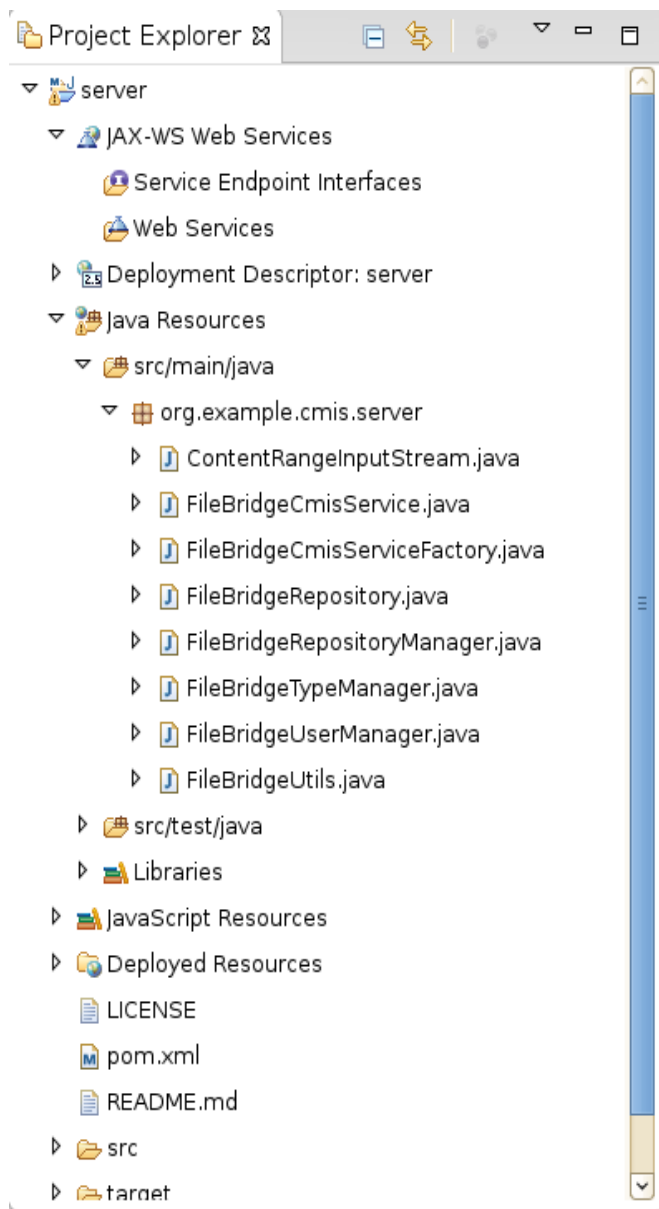 Project Explorer
server
JAX-WS Web Services
Service Endpoint Interfaces
Web Services
Deployment Descriptor: server
Java Resources
src/main/java
org.example.cmis.server
ContentRangeInputStream.java
FileBridgeCmisService.java
FileBridgeCmisServiceFactory.java
FileBridgeRepository.java
FileBridgeRepositoryManager.java
FileBridgeTypeManager.java
FileBridgeUserManager.java
FileBridgeUtils.java
src/test/java
Libraries
JavaScript Resources
Deployed Resources
LICENSE
pom.xml
README.md
src
target